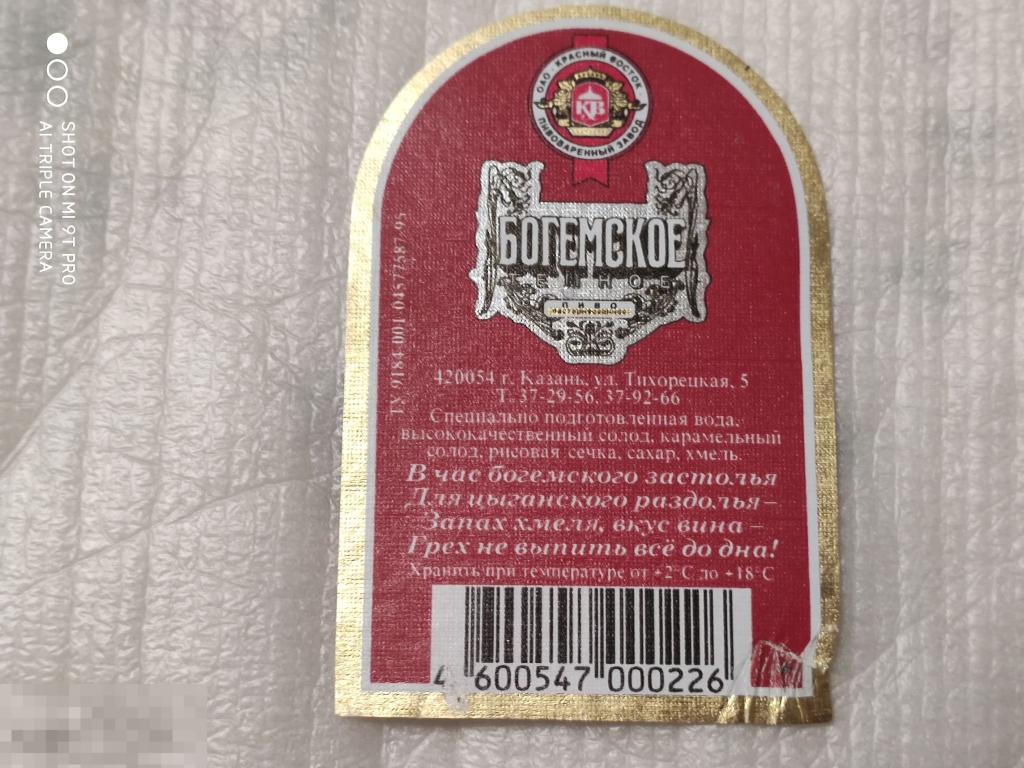 SHOT ON MI 9T PRO
AI TRIPLE CAMERA
ОАО · КРАСНЫЙ ВОСТОК
КАЗАНЬ
КВ
ПИВОВАРЕННЫЙ ЗАВОД
БОГЕМСКОЕ
ТЕМНОЕ
ПИВО
пастеризованное
ТУ 9184-001-04577587-95
420054 г. Казань, ул. Тихорецкая, 5
Т. 37-29-56, 37-92-66
Специально подготовленная вода,
высококачественный солод, карамельный
солод, рисовая сечка, сахар, хмель.
В час богемского застолья
Для цыганского раздолья –
Запах хмеля, вкус вина –
Грех не выпить всё до дна!
Хранить при температуре от +2°С до +18°С
4 600547 000226